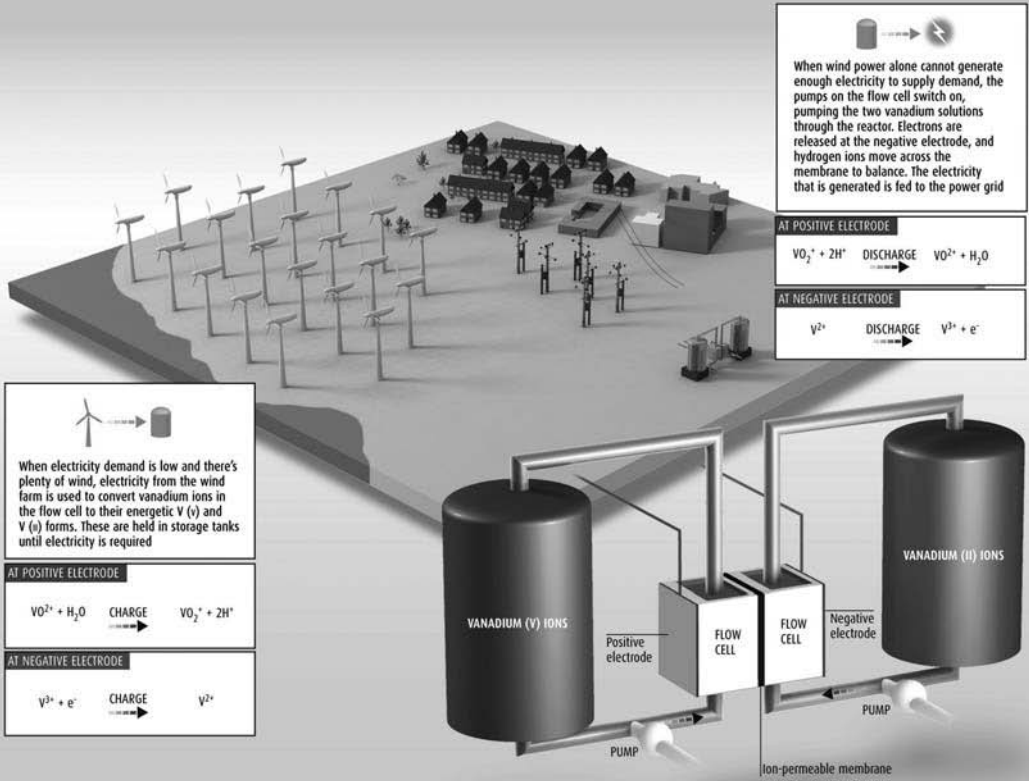 When wind power alone cannot generate
enough electricity to supply demand, the
pumps on the flow cell switch on,
pumping the two vanadium solutions
through the reactor. Electrons are
released at the negative electrode, and
hydrogen ions move across the
membrane to balance. The electricity
that is generated is fed to the power grid
AT POSITIVE ELECTRODE
VO₂⁺ + 2H⁺ DISCHARGE VO²⁺ + H₂O
AT NEGATIVE ELECTRODE
V²⁺ DISCHARGE V³⁺ + e⁻
When electricity demand is low and there's
plenty of wind, electricity from the wind
farm is used to convert vanadium ions in
the flow cell to their energetic V (v) and
V (ii) forms. These are held in storage tanks
until electricity is required
AT POSITIVE ELECTRODE
VO²⁺ + H₂O CHARGE VO₂⁺ + 2H⁺
AT NEGATIVE ELECTRODE
V³⁺ + e⁻ CHARGE V²⁺
VANADIUM (V) IONS
Positive
electrode
FLOW
CELL
FLOW
CELL
Negative
electrode
VANADIUM (II) IONS
PUMP
PUMP
Ion-permeable membrane